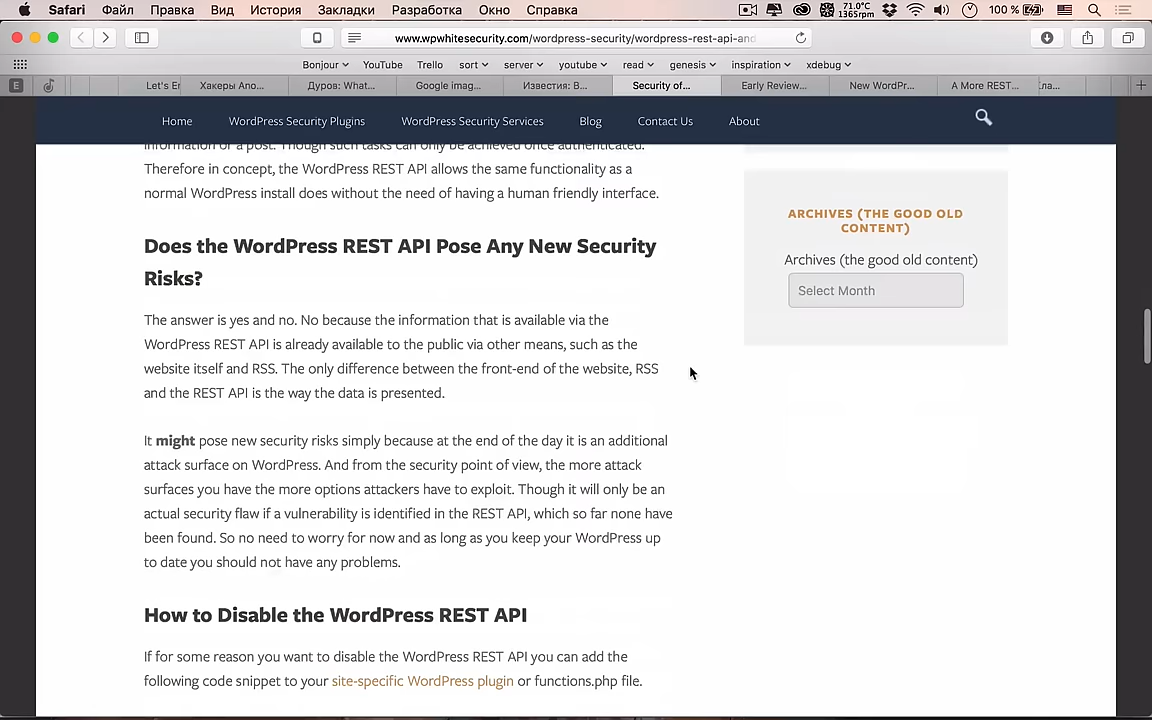 Safari Файл Правка Вид История Закладки Разработка Окно Справка 71.0°C 1365rpm 100 %
www.wpwhitesecurity.com/wordpress-security/wordpress-rest-api-and
Bonjour YouTube Trello sort server youtube read genesis inspiration xdebug
E Let's Er Хакеры Апо... Дуров: What... Google imag... Известия: В... Security of... Early Review... New WordPr... A More REST... :ла...
Home WordPress Security Plugins WordPress Security Services Blog Contact Us About
information or a post. Though such tasks can only be achieved once authenticated.
Therefore in concept, the WordPress REST API allows the same functionality as a
normal WordPress install does without the need of having a human friendly interface.
Does the WordPress REST API Pose Any New Security
Risks?
The answer is yes and no. No because the information that is available via the
WordPress REST API is already available to the public via other means, such as the
website itself and RSS. The only difference between the front-end of the website, RSS
and the REST API is the way the data is presented.
It might pose new security risks simply because at the end of the day it is an additional
attack surface on WordPress. And from the security point of view, the more attack
surfaces you have the more options attackers have to exploit. Though it will only be an
actual security flaw if a vulnerability is identified in the REST API, which so far none have
been found. So no need to worry for now and as long as you keep your WordPress up
to date you should not have any problems.
How to Disable the WordPress REST API
If for some reason you want to disable the WordPress REST API you can add the
following code snippet to your site-specific WordPress plugin or functions.php file.
ARCHIVES (THE GOOD OLD
CONTENT)
Archives (the good old content)
Select Month